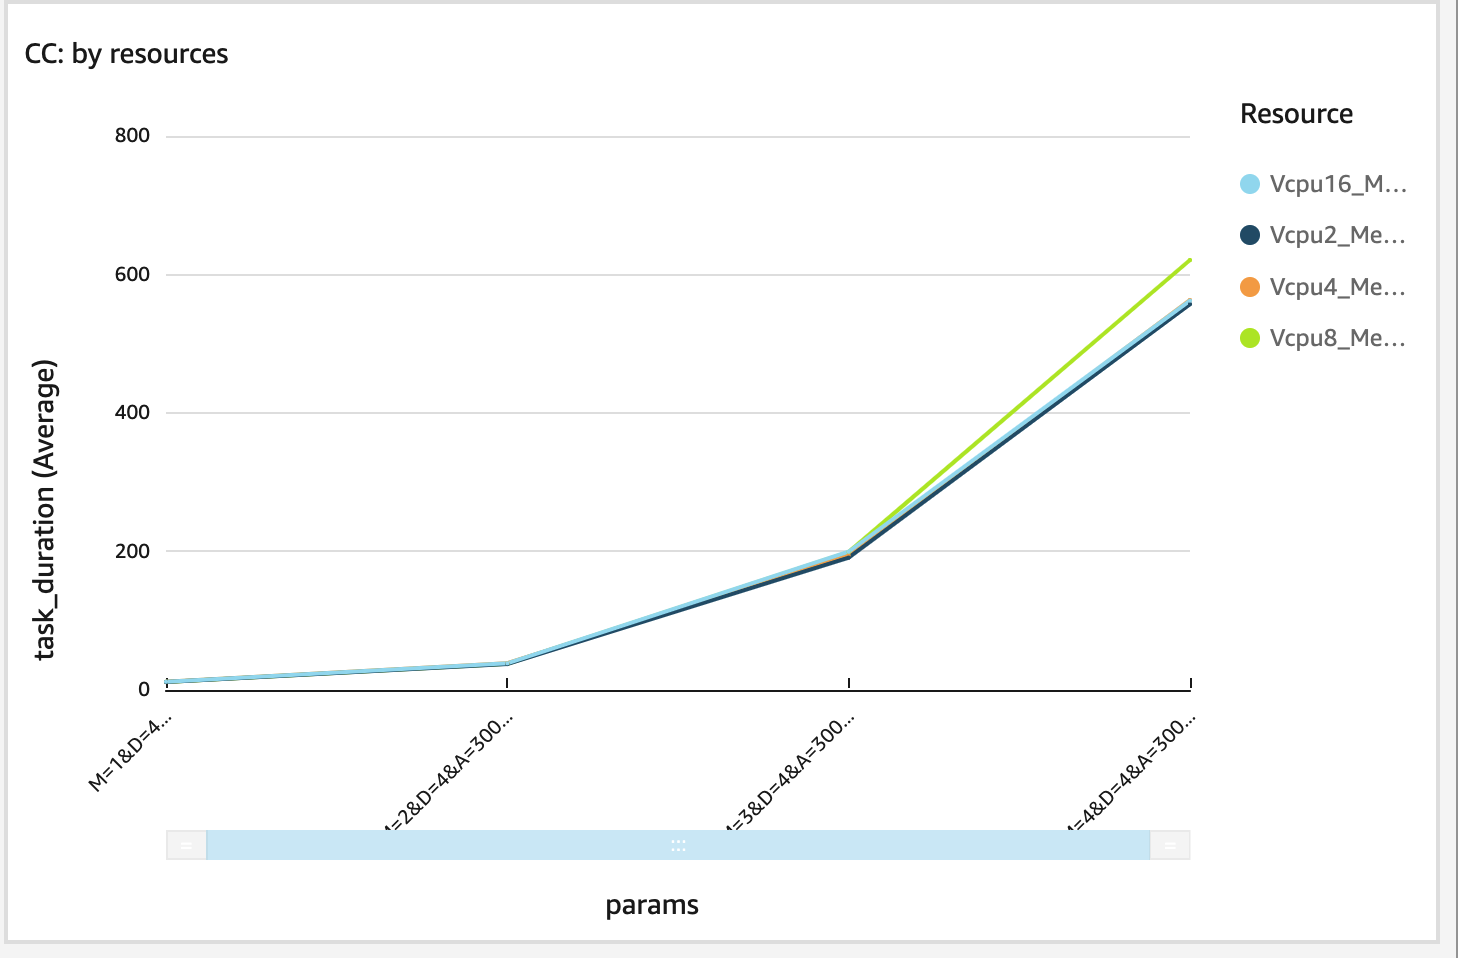 CC: by resources
Resource
Vcpu16_M...
Vcpu2_Me...
Vcpu4_Me...
Vcpu8_Me...
task_duration (Average)
800
600
400
200
0
M=1&D=4...
=2&D=4&A=300...
=3&D=4&A=300...
=4&D=4&A=300...
params